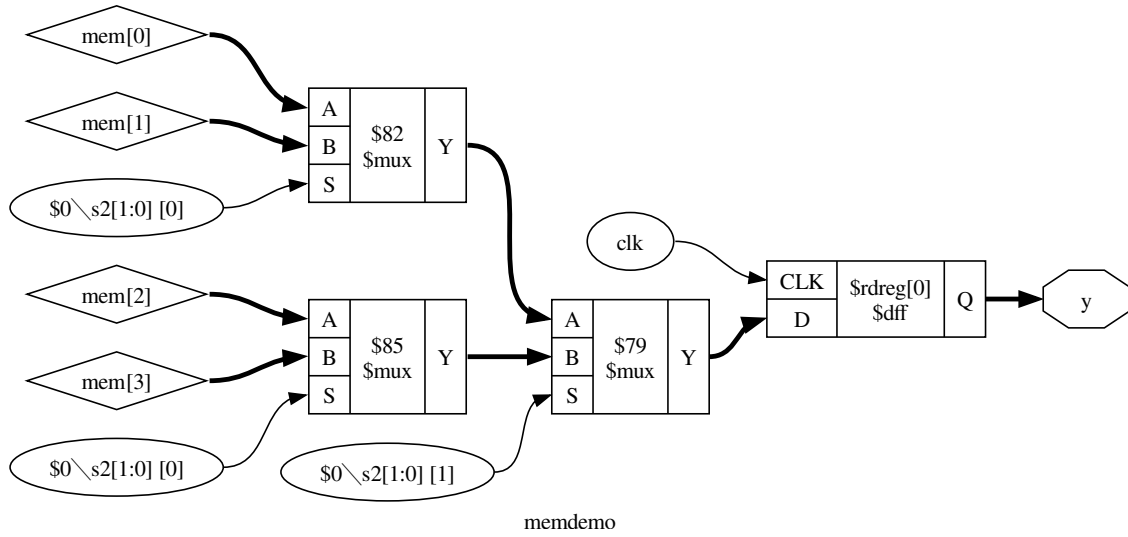 mem[0]
mem[1]
$0\s2[1:0] [0]
A
B
S
$82
$mux
Y
mem[2]
mem[3]
$0\s2[1:0] [0]
A
B
S
$85
$mux
Y
$0\s2[1:0] [1]
A
B
S
$79
$mux
Y
clk
CLK
D
$rdreg[0]
$dff
Q
y
memdemo